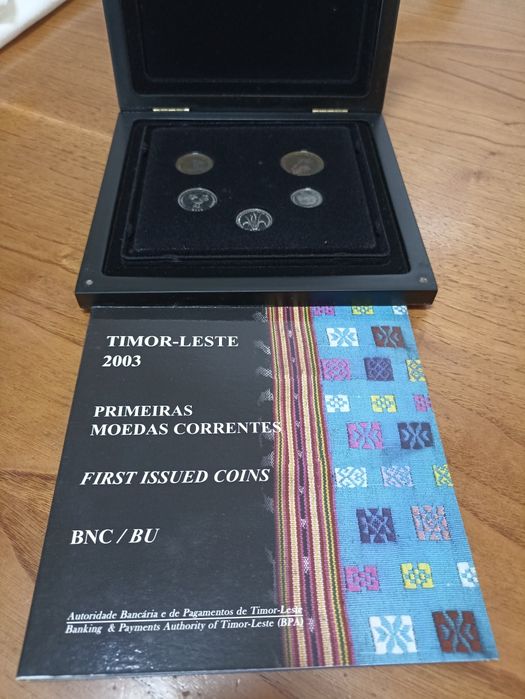 TIMOR-LESTE
2003
PRIMEIRAS
MOEDAS CORRENTES
FIRST ISSUED COINS
BNC / BU
Autoridade Bancária e de Pagamentos de Timor-Leste
Banking & Payments Authority of Timor-Leste (BPA)